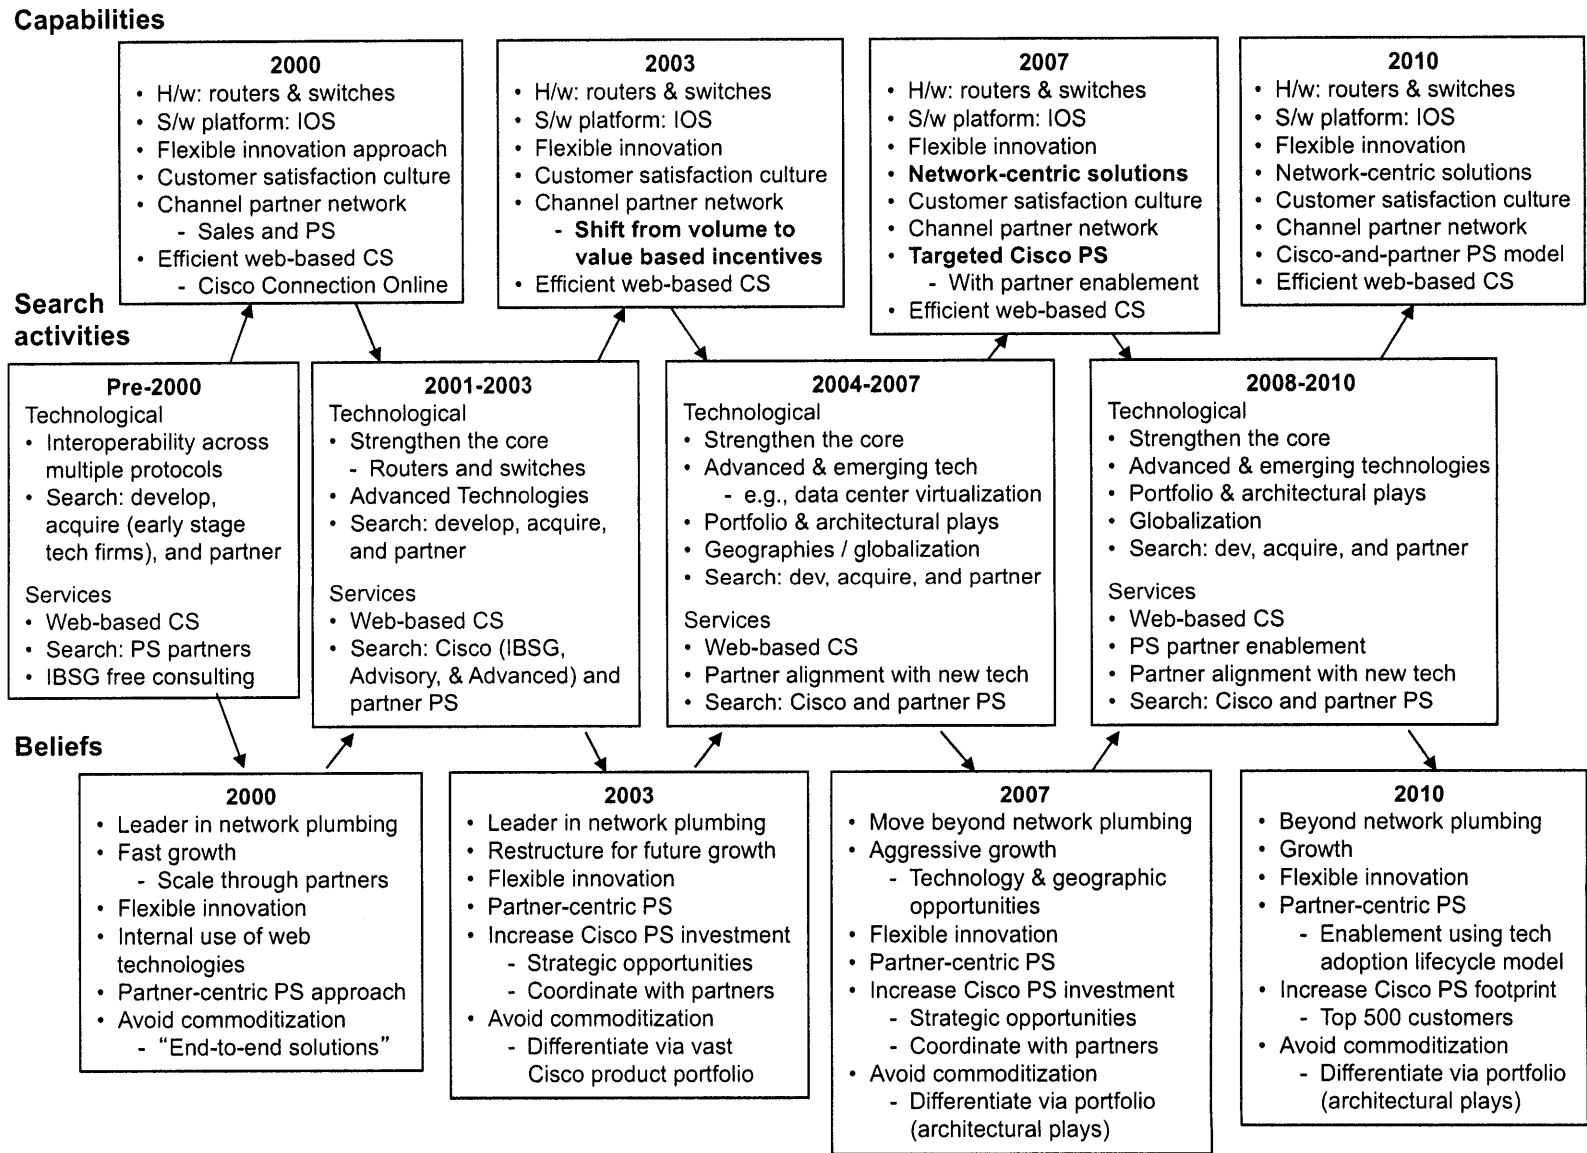 Capabilities
2000
• H/w: routers & switches
• S/w platform: IOS
• Flexible innovation approach
• Customer satisfaction culture
• Channel partner network
- Sales and PS
• Efficient web-based CS
- Cisco Connection Online
2003
• H/w: routers & switches
• S/w platform: IOS
• Flexible innovation
• Customer satisfaction culture
• Channel partner network
- Shift from volume to
value based incentives
• Efficient web-based CS
2007
• H/w: routers & switches
• S/w platform: IOS
• Flexible innovation
• Network-centric solutions
• Customer satisfaction culture
• Channel partner network
• Targeted Cisco PS
- With partner enablement
• Efficient web-based CS
2010
• H/w: routers & switches
• S/w platform: IOS
• Flexible innovation
• Network-centric solutions
• Customer satisfaction culture
• Channel partner network
• Cisco-and-partner PS model
• Efficient web-based CS
Search
activities
Pre-2000
Technological
• Interoperability across
multiple protocols
• Search: develop,
acquire (early stage
tech firms), and partner
Services
• Web-based CS
• Search: PS partners
• IBSG free consulting
2001-2003
Technological
• Strengthen the core
- Routers and switches
• Advanced Technologies
• Search: develop, acquire,
and partner
Services
• Web-based CS
• Search: Cisco (IBSG,
Advisory, & Advanced) and
partner PS
2004-2007
Technological
• Strengthen the core
• Advanced & emerging tech
- e.g., data center virtualization
• Portfolio & architectural plays
• Geographies / globalization
• Search: dev, acquire, and partner
Services
• Web-based CS
• Partner alignment with new tech
• Search: Cisco and partner PS
2008-2010
Technological
• Strengthen the core
• Advanced & emerging technologies
• Portfolio & architectural plays
• Globalization
• Search: dev, acquire, and partner
Services
• Web-based CS
• PS partner enablement
• Partner alignment with new tech
• Search: Cisco and partner PS
Beliefs
2000
• Leader in network plumbing
• Fast growth
- Scale through partners
• Flexible innovation
• Internal use of web
technologies
• Partner-centric PS approach
• Avoid commoditization
- “End-to-end solutions”
2003
• Leader in network plumbing
• Restructure for future growth
• Flexible innovation
• Partner-centric PS
• Increase Cisco PS investment
- Strategic opportunities
- Coordinate with partners
• Avoid commoditization
- Differentiate via vast
Cisco product portfolio
2007
• Move beyond network plumbing
• Aggressive growth
- Technology & geographic
opportunities
• Flexible innovation
• Partner-centric PS
• Increase Cisco PS investment
- Strategic opportunities
- Coordinate with partners
• Avoid commoditization
- Differentiate via portfolio
(architectural plays)
2010
• Beyond network plumbing
• Growth
• Flexible innovation
• Partner-centric PS
- Enablement using tech
adoption lifecycle model
• Increase Cisco PS footprint
- Top 500 customers
• Avoid commoditization
- Differentiate via portfolio
(architectural plays)